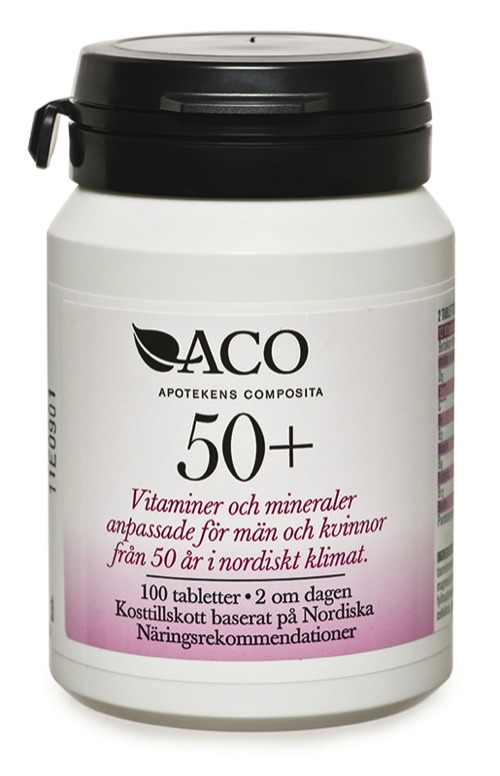 ACO
APOTEKENS COMPOSITA
50+
Vitaminer och mineraler
anpassade för män och kvinnor
från 50 år i nordiskt klimat.
100 tabletter • 2 om dagen
Kosttillskott baserat på Nordiska
Näringsrekommendationer
11E0901